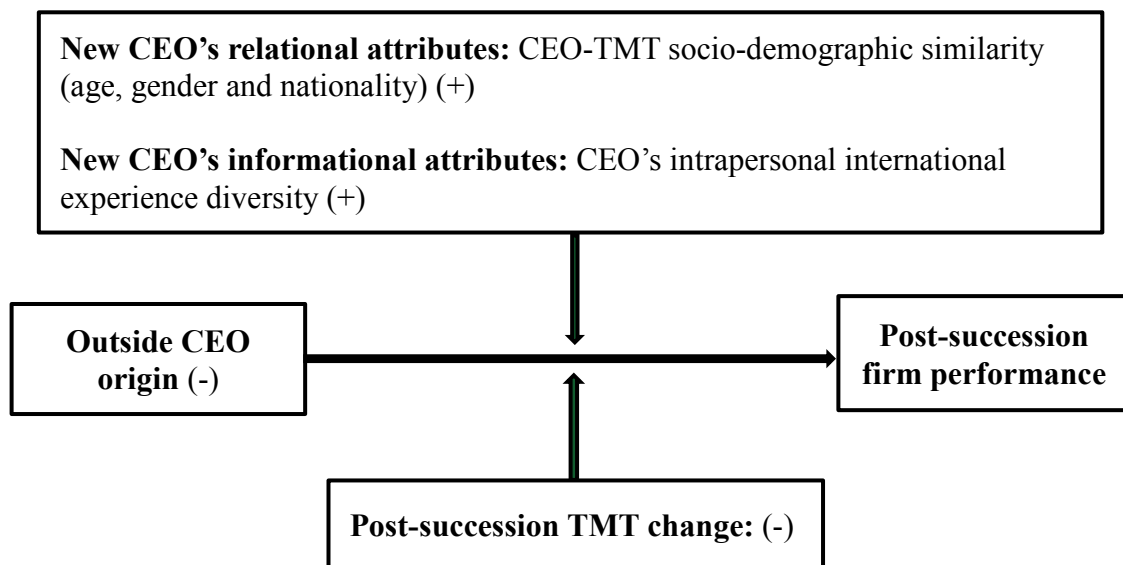 New CEO’s relational attributes: CEO-TMT socio-demographic similarity
(age, gender and nationality) (+)
New CEO’s informational attributes: CEO’s intrapersonal international
experience diversity (+)
Outside CEO
origin (-)
Post-succession
firm performance
Post-succession TMT change: (-)